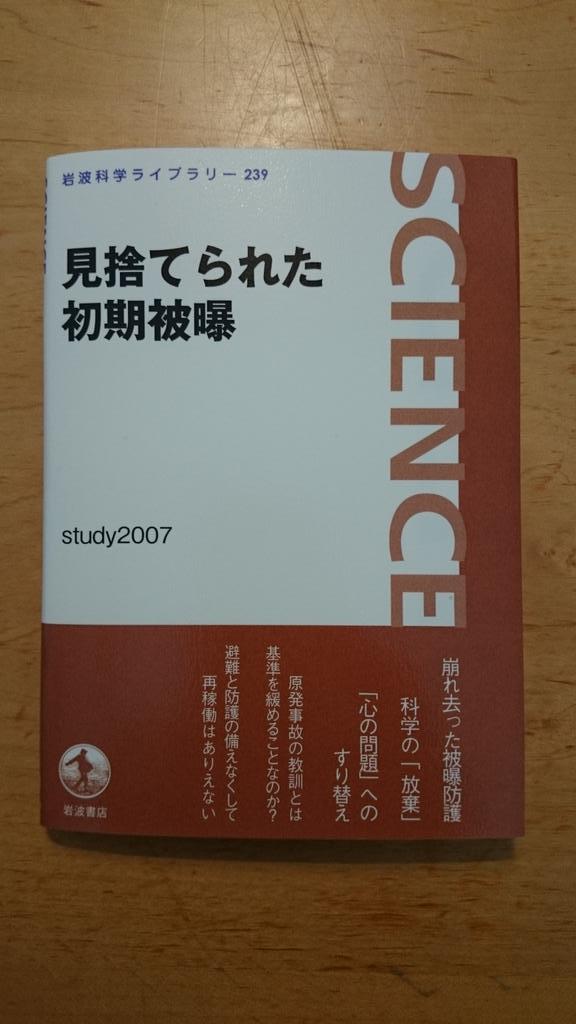 岩波科学ライブラリー 239
見捨てられた
初期被曝
study2007
SCIENCE
崩れ去った被曝防護
科学の「放棄」
「心の問題」への
すり替え
原発事故の教訓とは
基準を緩めることなのか?
避難と防護の備えなくして
再稼働はありえない
岩波書店